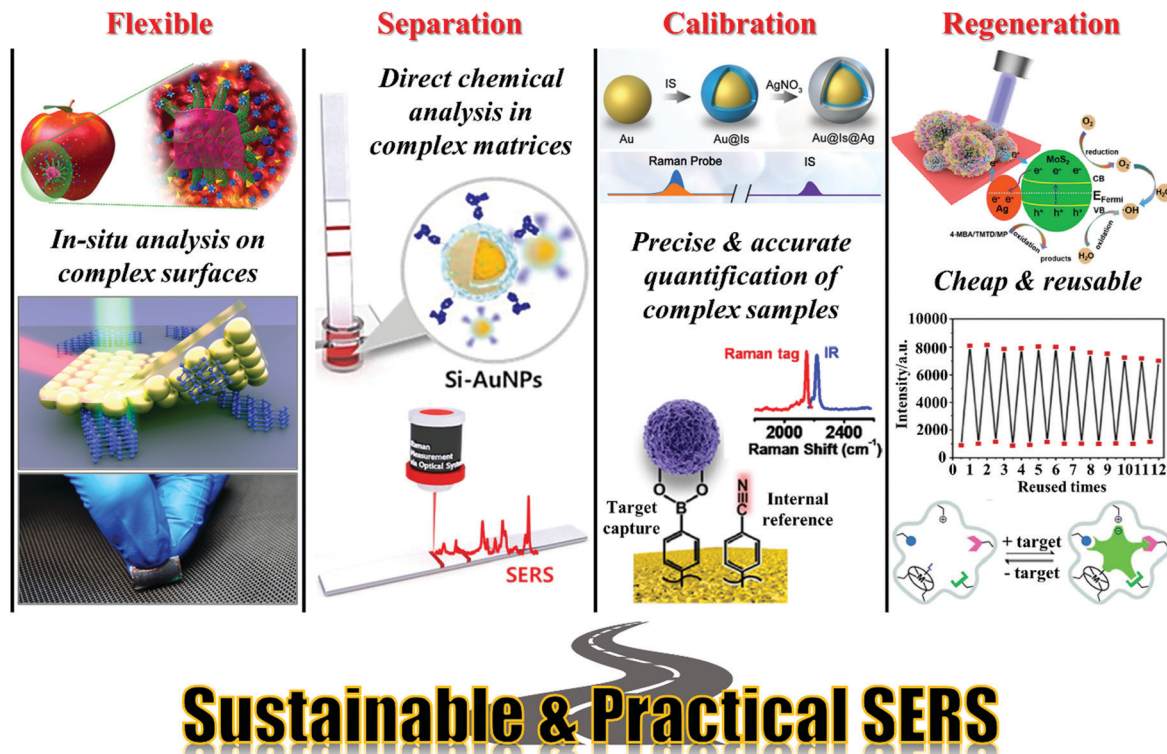 Flexible
In-situ analysis on
complex surfaces
Separation
Direct chemical
analysis in
complex matrices
Si-AuNPs
Raman
Measurement
Optical System
SERS
Calibration
IS
AgNO3
Au
Au@Is
Au@Is@Ag
Raman Probe
IS
Precise & accurate
quantification of
complex samples
Raman tag
IR
2000
2400
Raman Shift (cm-1)
O
O
B
N
C
Target
capture
Internal
reference
Regeneration
O2
reduction
MoS2
O2-
e-
e- e- e-
CB
H2O
e-
EFermi
e- e-
Ag
h+ h+ h+
VB
·OH
4-MBA/TMTD/MP
oxidation
products
H2O
oxidation
Cheap & reusable
Intensity/a.u.
10000
8000
6000
4000
2000
0
0 1 2 3 4 5 6 7 8 9 10 11 12
Reused times
+ target
- target
M
M
Sustainable & Practical SERS